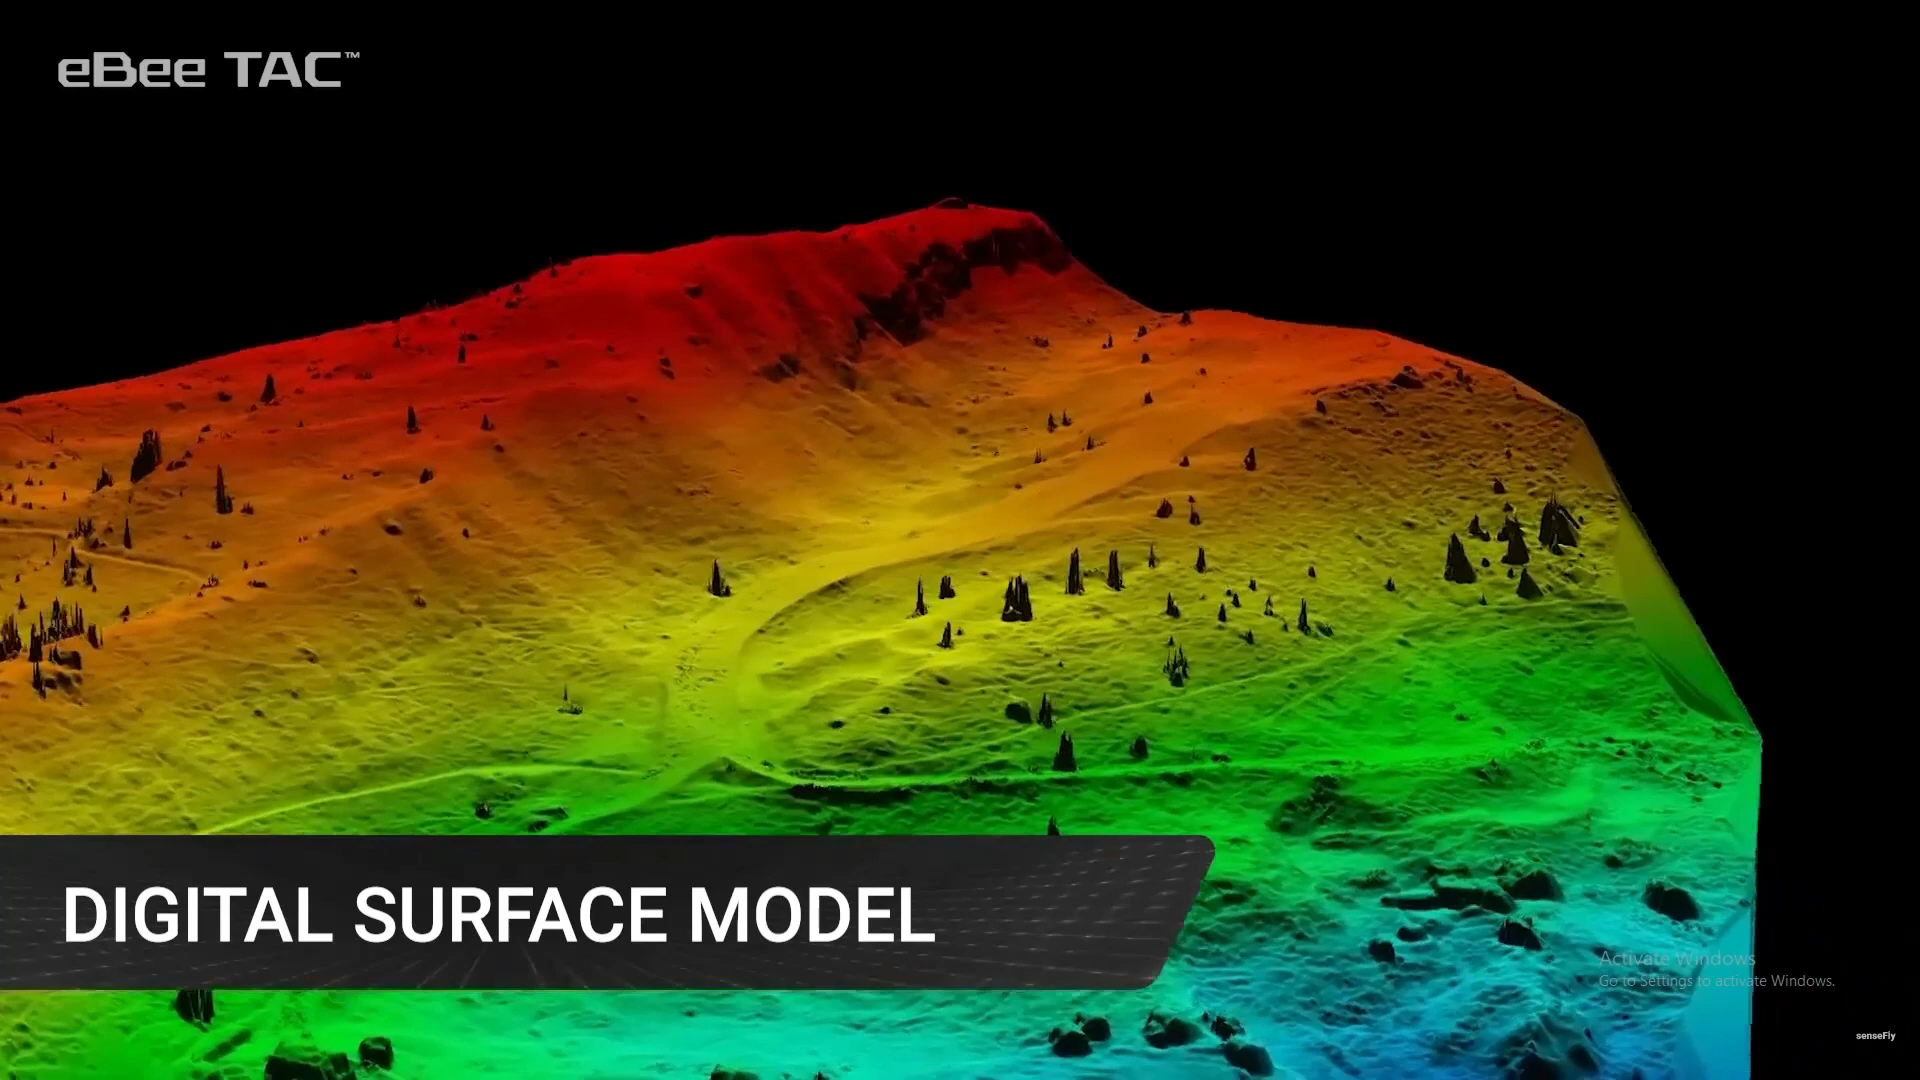 eBee TAC™
DIGITAL SURFACE MODEL
Activate Windows
Go to Settings to activate Windows.
senseFly